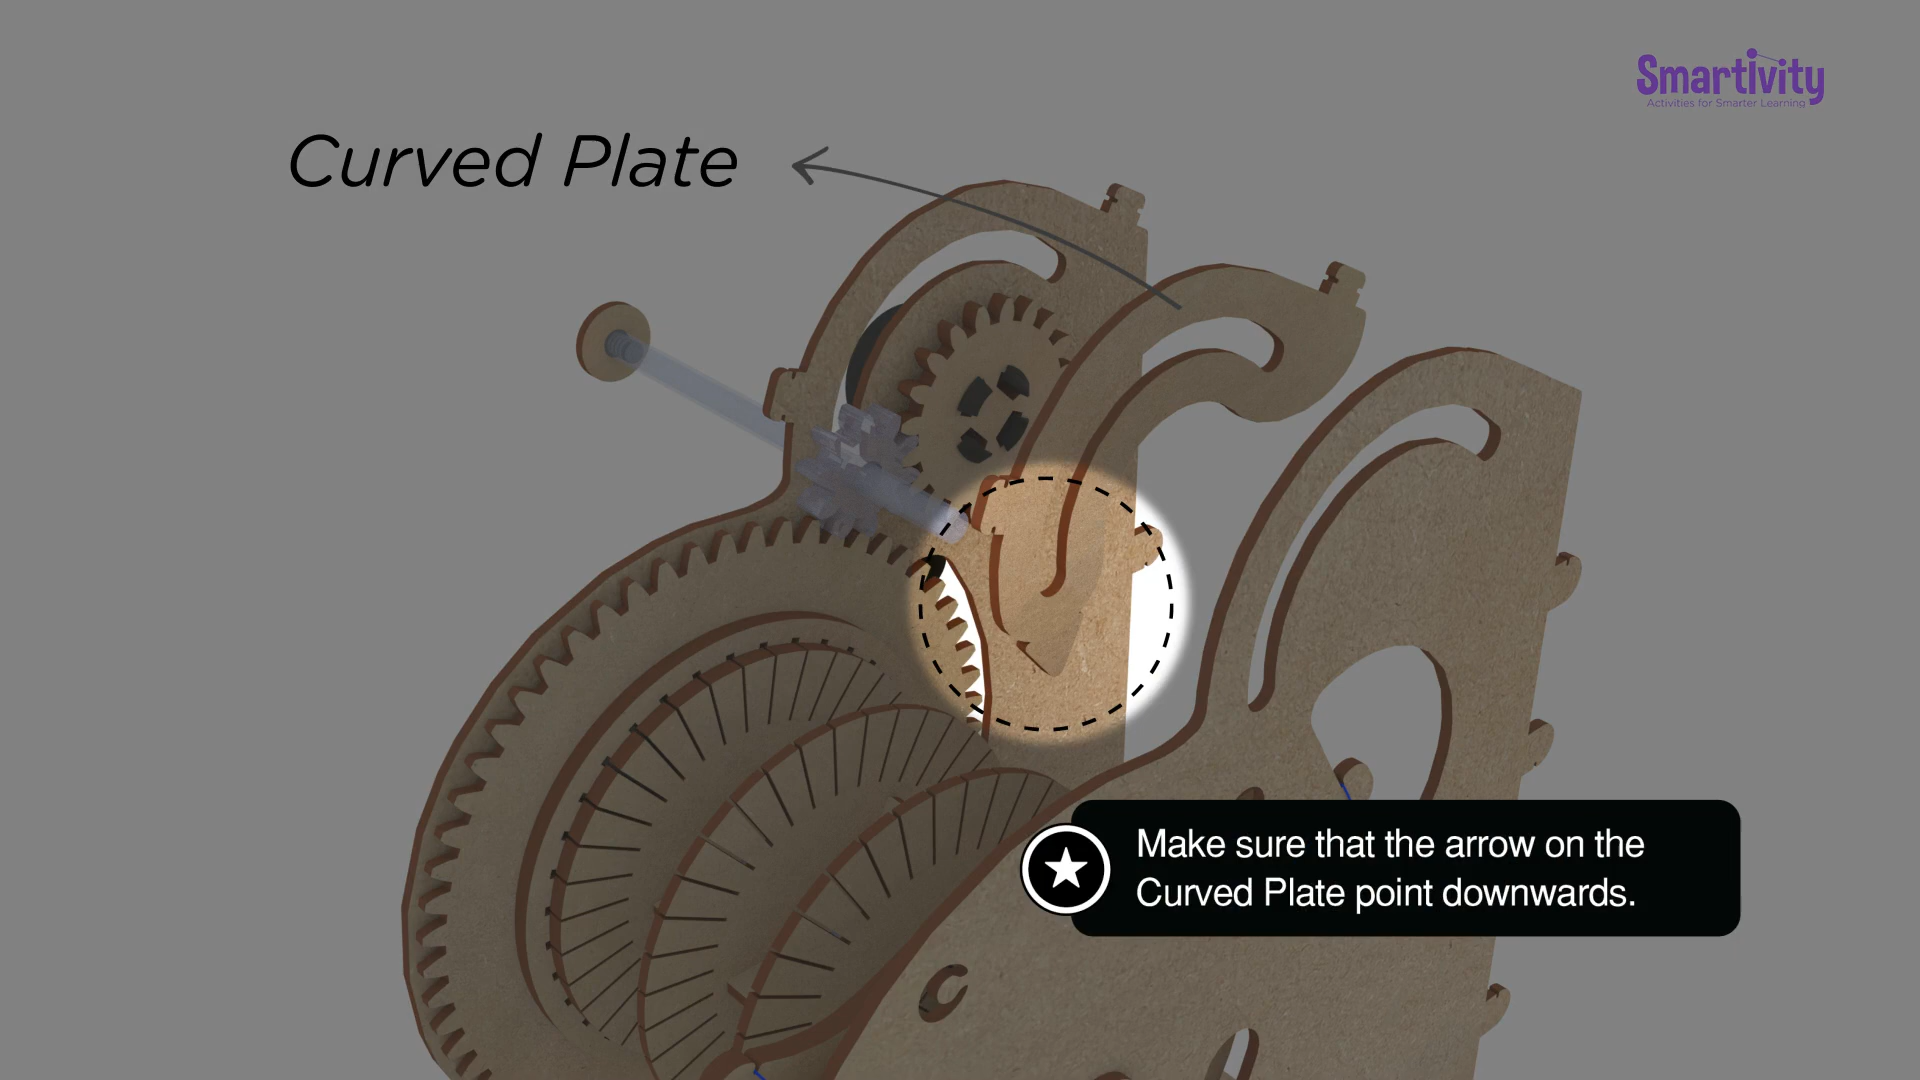 Smartivity
Activities for Smarter Learning
Curved Plate
Make sure that the arrow on the
Curved Plate point downwards.